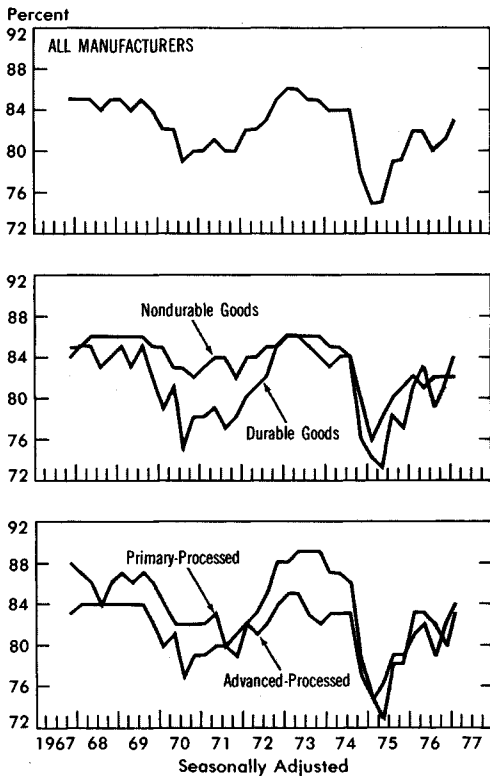 Percent
92
ALL MANUFACTURERS
88
84
80
76
72
88
Nondurable Goods
84
80
Durable Goods
76
72
92
88
Primary-Processed
84
80
Advanced-Processed
76
72
1967 68 69 70 71 72 73 74 75 76 77
Seasonally Adjusted